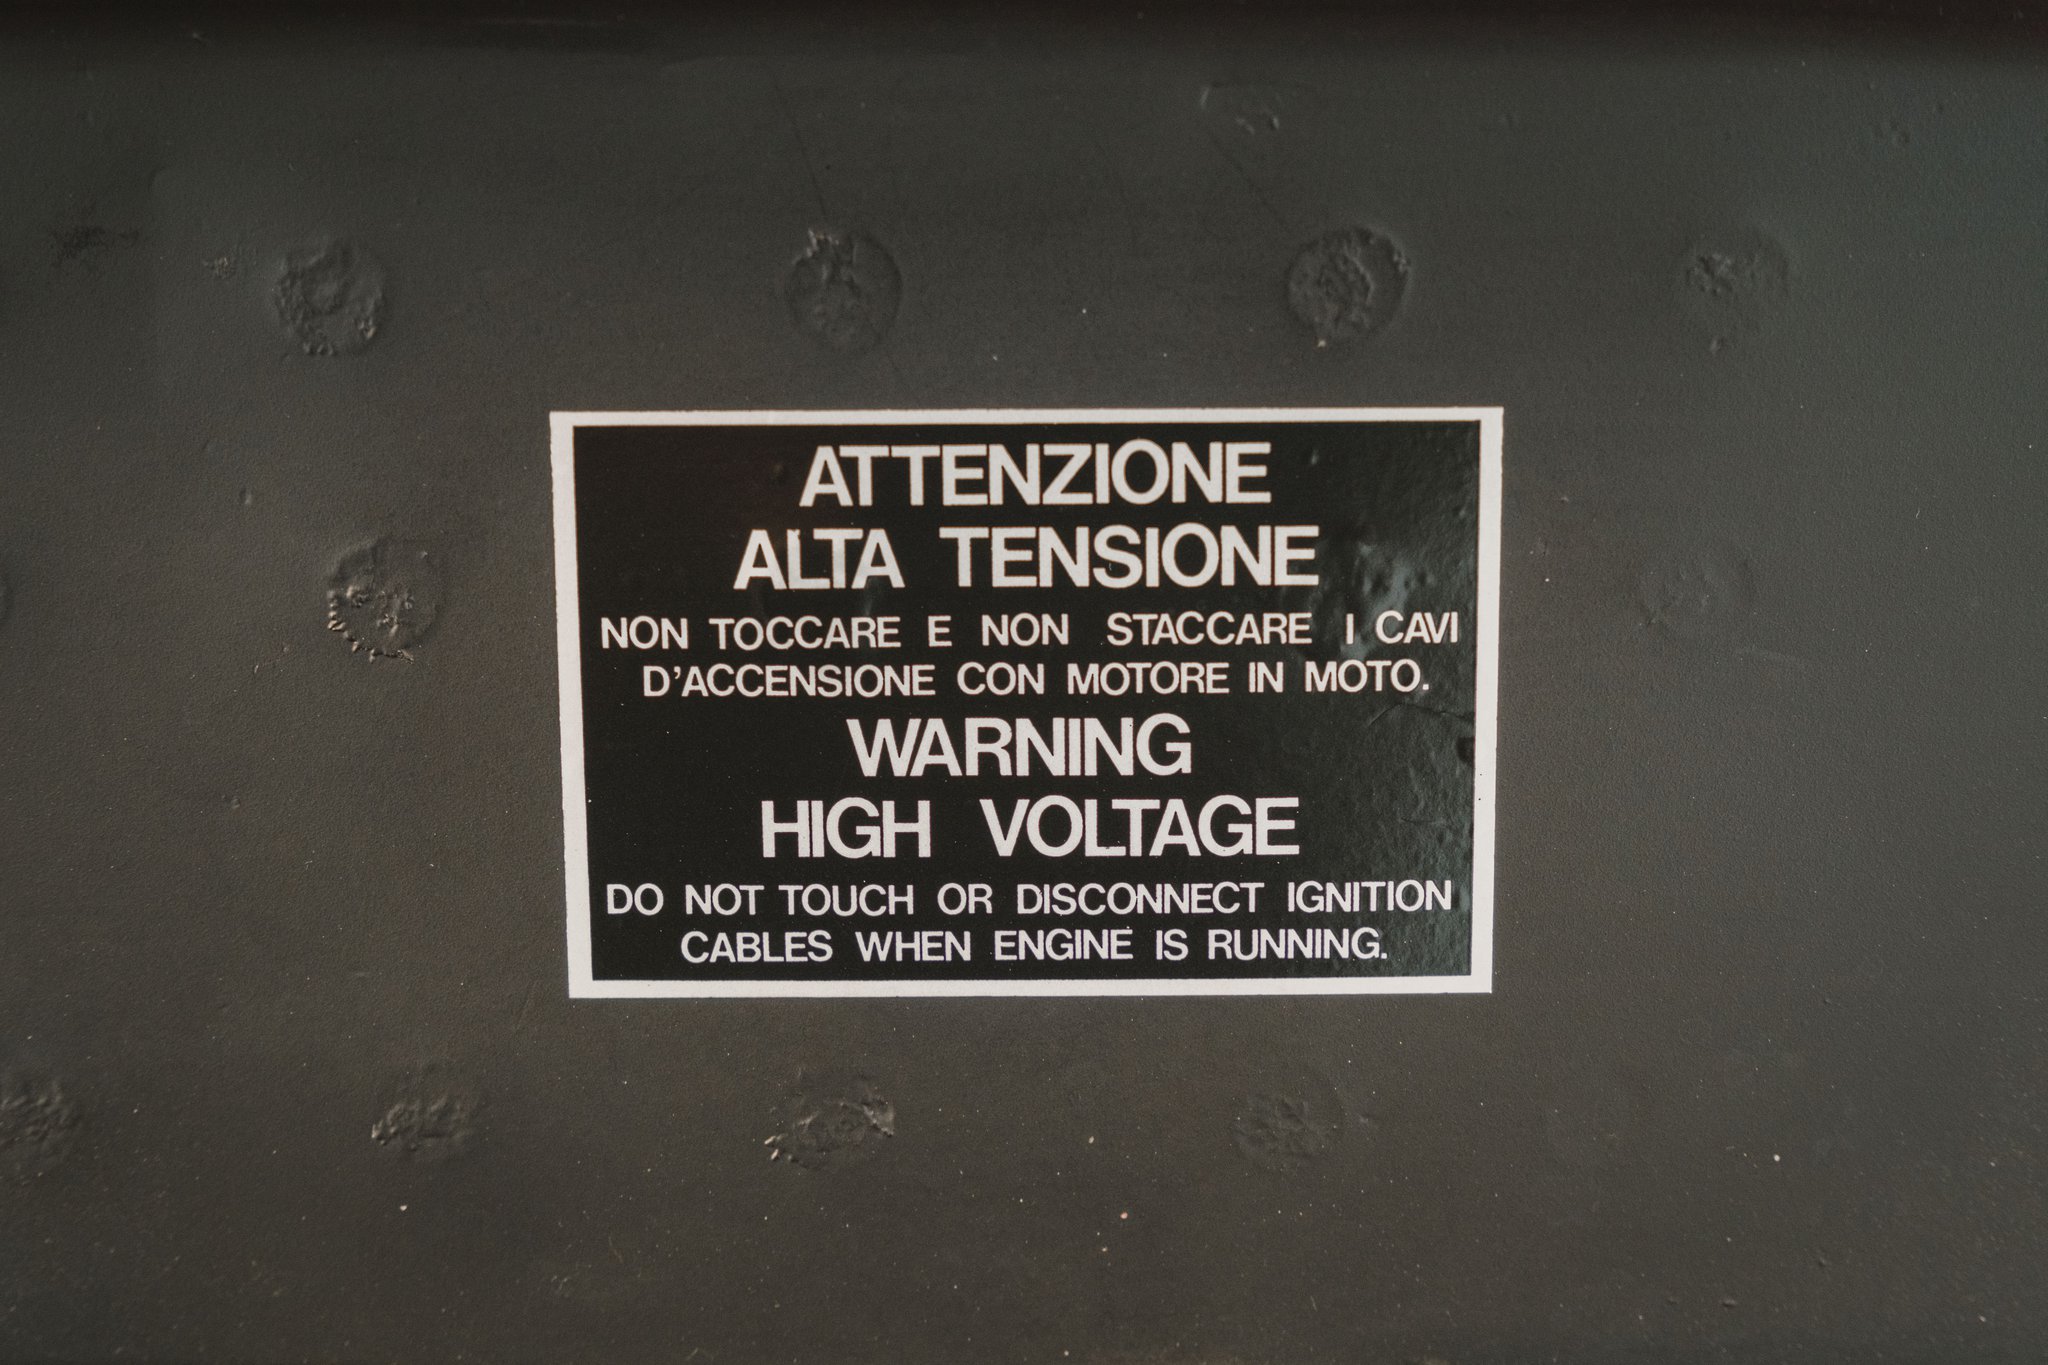 ATTENZIONE
ALTA TENSIONE
NON TOCCARE E NON STACCARE I CAVI
D'ACCENSIONE CON MOTORE IN MOTO.
WARNING
HIGH VOLTAGE
DO NOT TOUCH OR DISCONNECT IGNITION
CABLES WHEN ENGINE IS RUNNING.